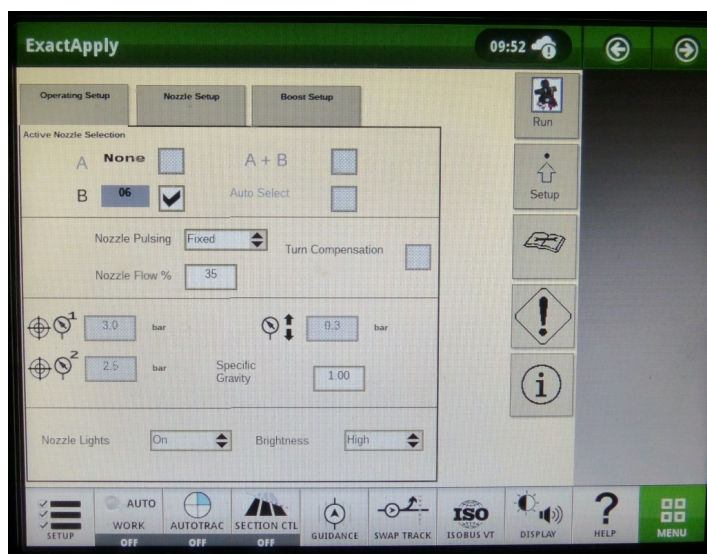 ExactApply
09:52
Operating Setup
Nozzle Setup
Boost Setup
Run
Active Nozzle Selection
A None
A + B
B 06
Auto Select
Setup
Nozzle Pulsing Fixed
Turn Compensation
Nozzle Flow % 35
1 3.0 bar
0.3 bar
2 2.5 bar
Specific
Gravity 1.00
Nozzle Lights On
Brightness High
SETUP
AUTO
WORK
OFF
AUTOTRAC
OFF
SECTION CTL
OFF
GUIDANCE
SWAP TRACK
ISO
ISOBUS VT
DISPLAY
HELP
MENU